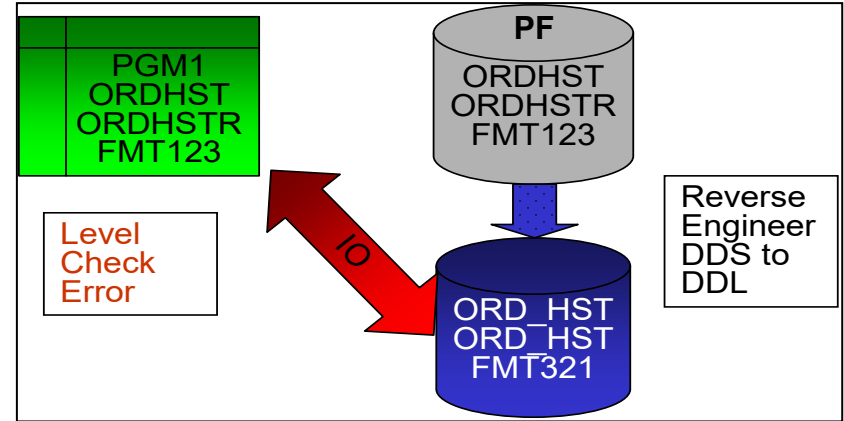 PGM1
ORDHST
ORDHSTR
FMT123
PF
ORDHST
ORDHSTR
FMT123
Level
Check
Error
IO
Reverse
Engineer
DDS to
DDL
ORD_HST
ORD_HST
FMT321